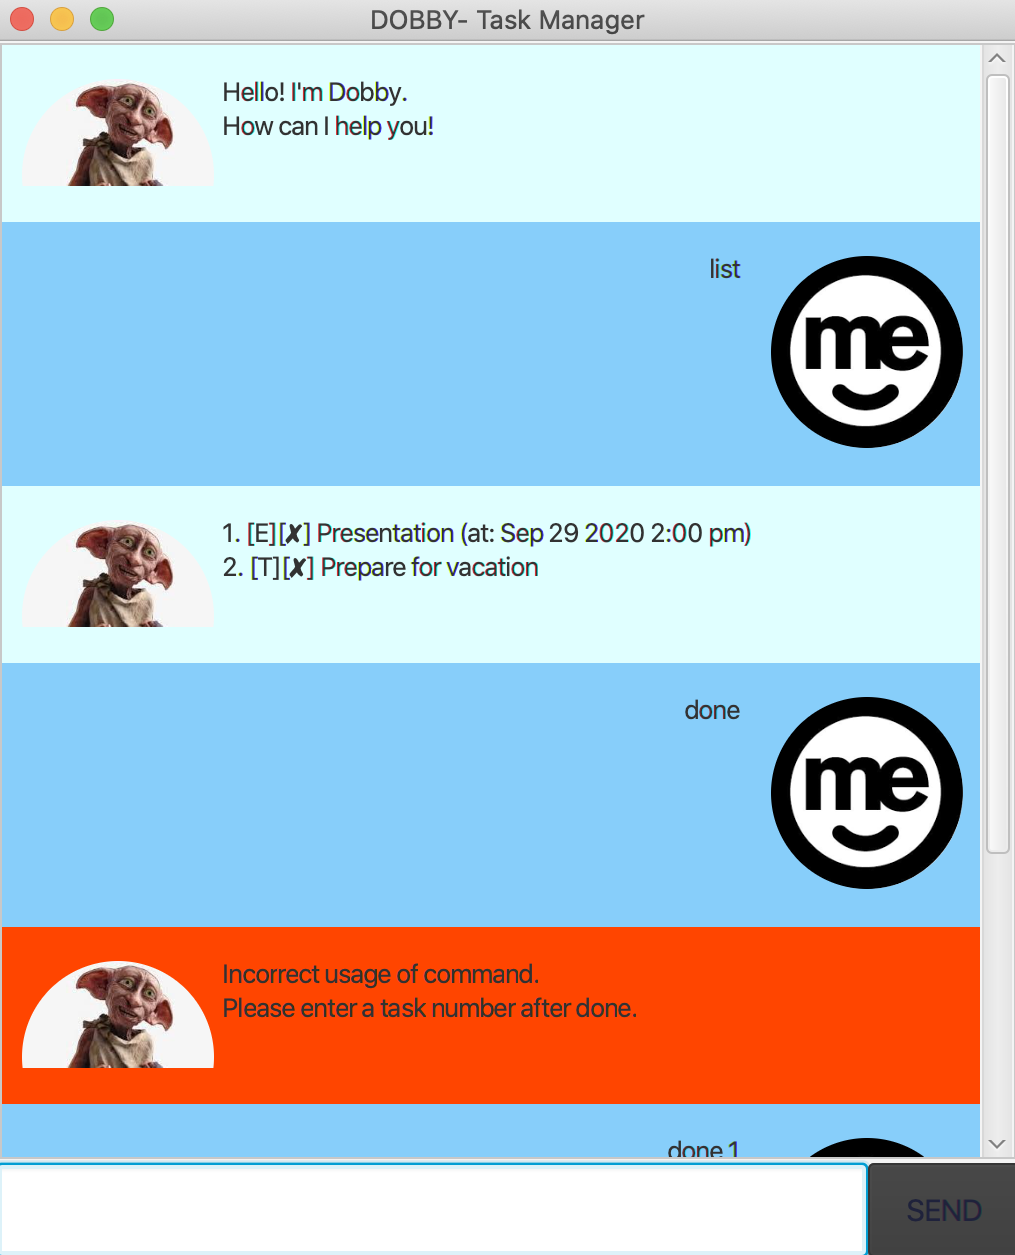 DOBBY- Task Manager
Hello! I'm Dobby.
How can I help you!
list
me
1. [E][✘] Presentation (at: Sep 29 2020 2:00 pm)
2. [T][✘] Prepare for vacation
done
me
Incorrect usage of command.
Please enter a task number after done.
done 1
SEND